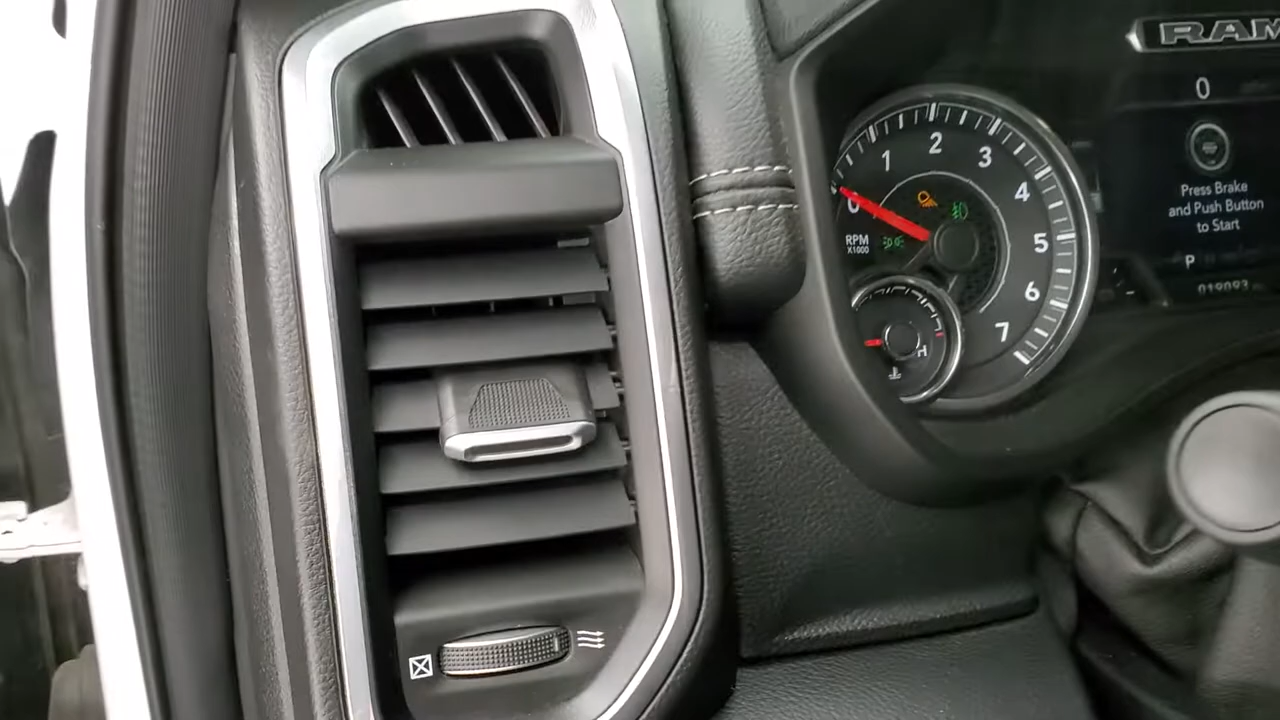 RAM
0
Press Brake
and Push Button
to Start
P
019093
0
1
2
3
4
5
6
7
RPM
X1000
H